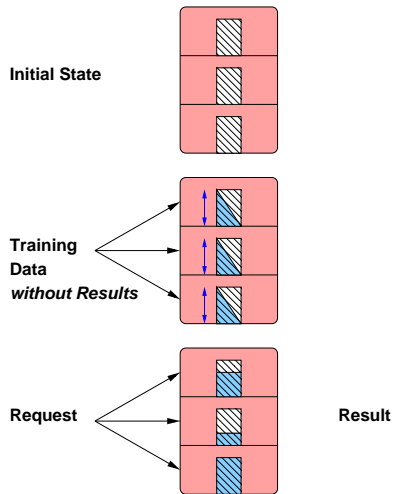 Initial State
Training
Data
without Results
Request
Result